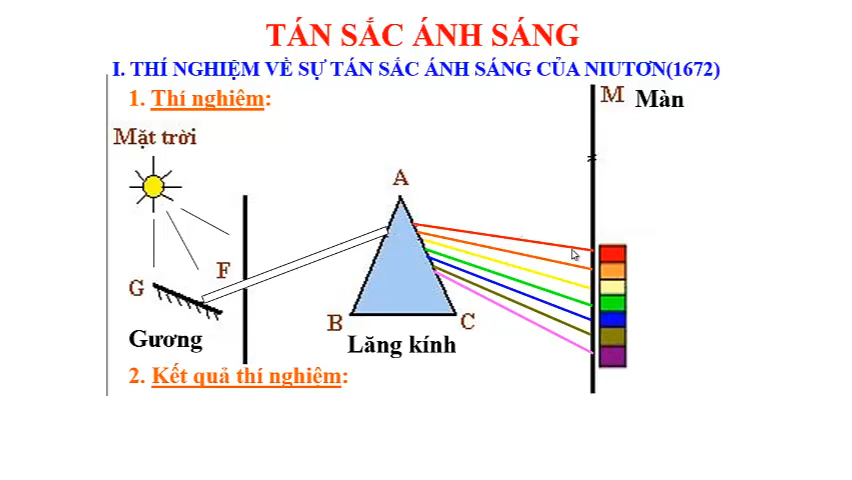 TÁN SẮC ÁNH SÁNG
I. THÍ NGHIỆM VỀ SỰ TÁN SẮC ÁNH SÁNG CỦA NIUTƠN(1672)
1. Thí nghiệm:
M Màn
Mặt trời
A
F
G
B
C
Gương
Lăng kính
2. Kết quả thí nghiệm: